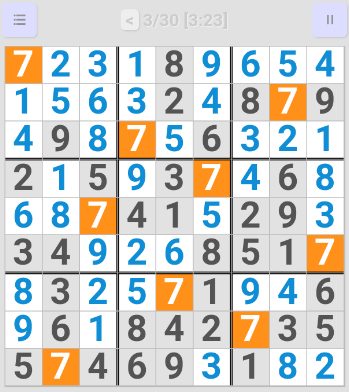 < 3/30 [3:23]
7 2 3 1 8 9 6 5 4
1 5 6 3 2 4 8 7 9
4 9 8 7 5 6 3 2 1
2 1 5 9 3 7 4 6 8
6 8 7 4 1 5 2 9 3
3 4 9 2 6 8 5 1 7
8 3 2 5 7 1 9 4 6
9 6 1 8 4 2 7 3 5
5 7 4 6 9 3 1 8 2